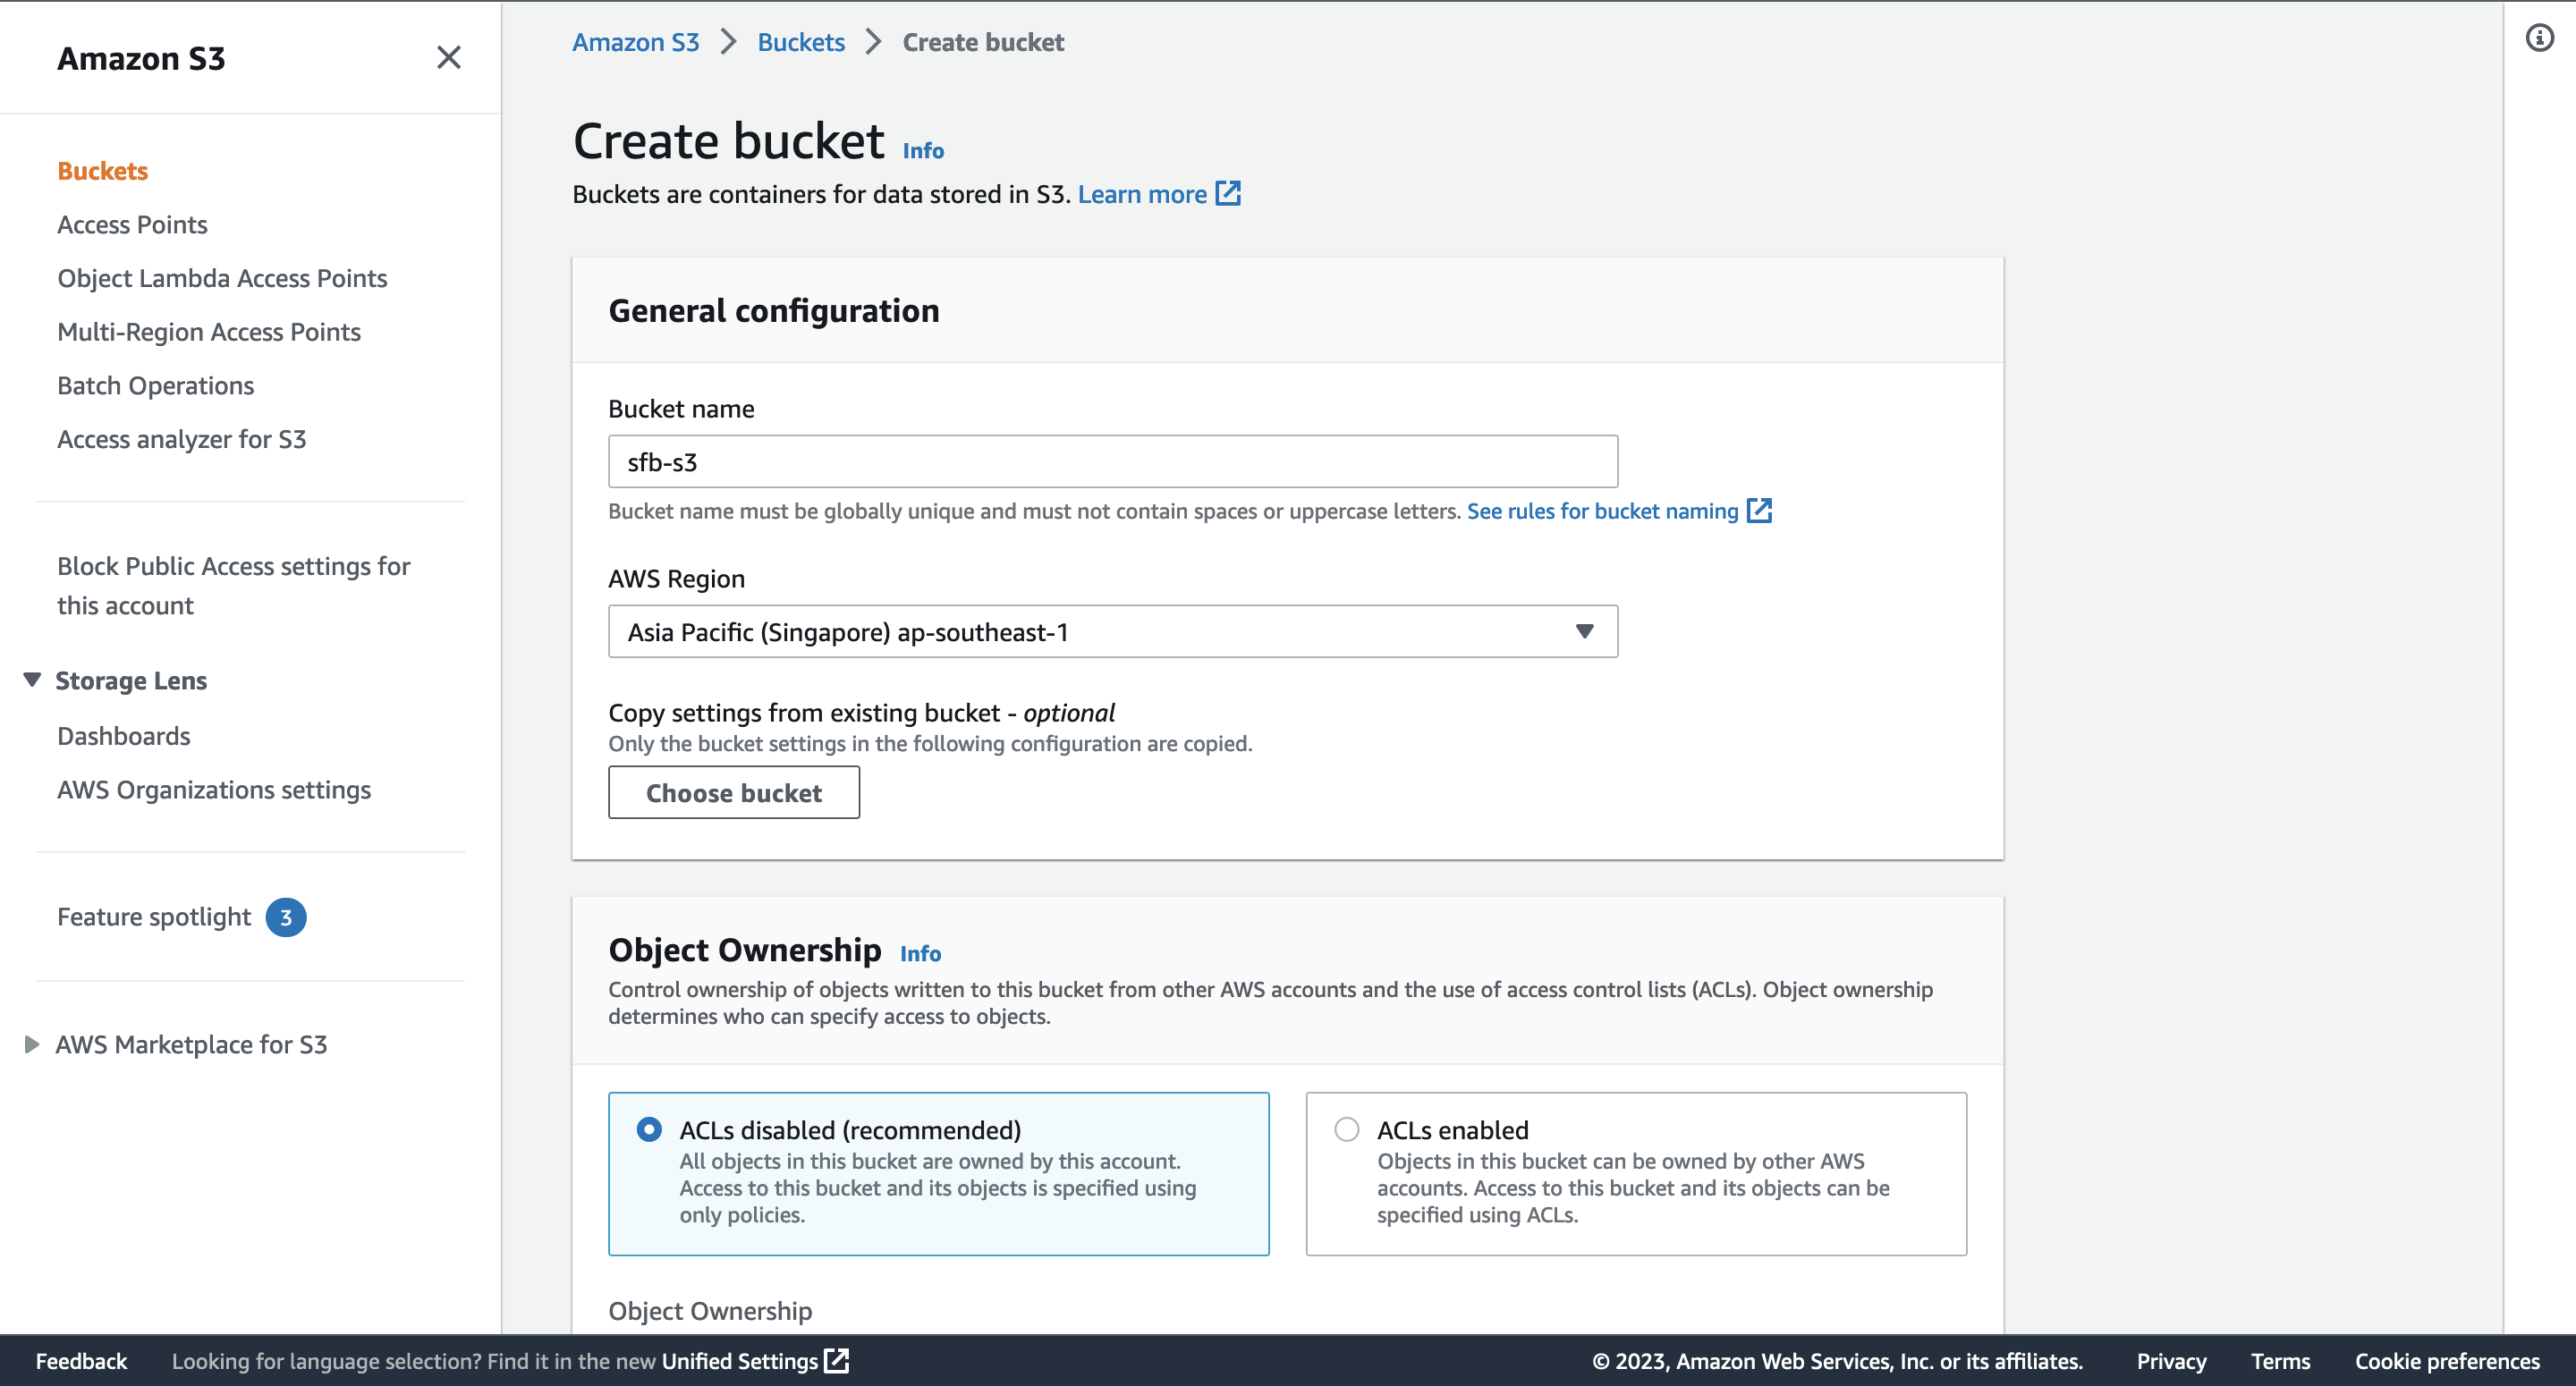 Amazon S3
Buckets
Access Points
Object Lambda Access Points
Multi-Region Access Points
Batch Operations
Access analyzer for S3
Block Public Access settings for
this account
Storage Lens
Dashboards
AWS Organizations settings
Feature spotlight 3
AWS Marketplace for S3
Amazon S3 > Buckets > Create bucket
Create bucket Info
Buckets are containers for data stored in S3. Learn more
General configuration
Bucket name
sfb-s3
Bucket name must be globally unique and must not contain spaces or uppercase letters. See rules for bucket naming
AWS Region
Asia Pacific (Singapore) ap-southeast-1
Copy settings from existing bucket - optional
Only the bucket settings in the following configuration are copied.
Choose bucket
Object Ownership Info
Control ownership of objects written to this bucket from other AWS accounts and the use of access control lists (ACLs). Object ownership
determines who can specify access to objects.
ACLs disabled (recommended)
All objects in this bucket are owned by this account.
Access to this bucket and its objects is specified using
only policies.
ACLs enabled
Objects in this bucket can be owned by other AWS
accounts. Access to this bucket and its objects can be
specified using ACLs.
Object Ownership
Feedback Looking for language selection? Find it in the new Unified Settings © 2023, Amazon Web Services, Inc. or its affiliates. Privacy Terms Cookie preferences